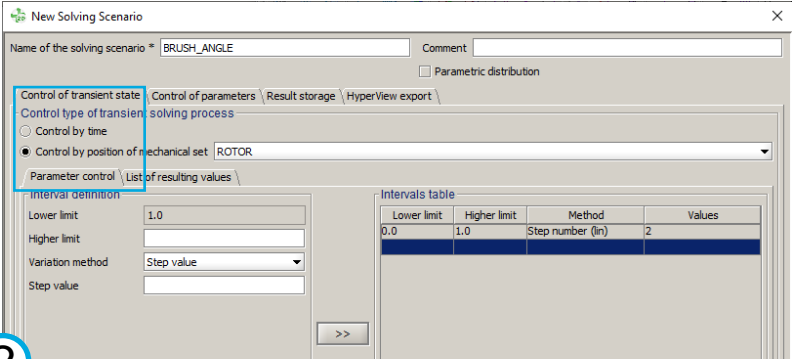 New Solving Scenario
Name of the solving scenario * BRUSH_ANGLE Comment
Parametric distribution
Control of transient state Control of parameters Result storage HyperView export
Control type of transient solving process
Control by time
Control by position of mechanical set ROTOR
Parameter control List of resulting values
Interval definition Intervals table
Lower limit 1.0 Lower limit Higher limit Method Values
0.0 1.0 Step number (lin) 2
Higher limit
Variation method Step value
Step value
>>